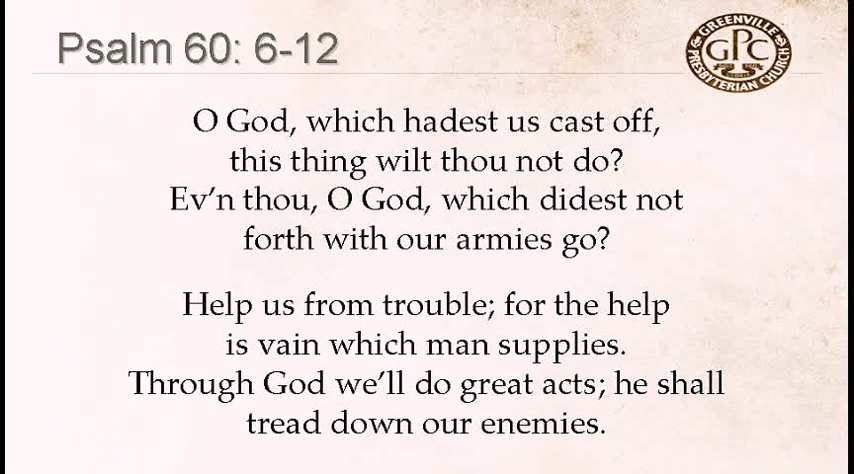 Psalm 60: 6-12
GREENVILLE
GPC
PRESBYTERIAN CHURCH
O God, which hadest us cast off,
this thing wilt thou not do?
Ev'n thou, O God, which didest not
forth with our armies go?
Help us from trouble; for the help
is vain which man supplies.
Through God we'll do great acts; he shall
tread down our enemies.